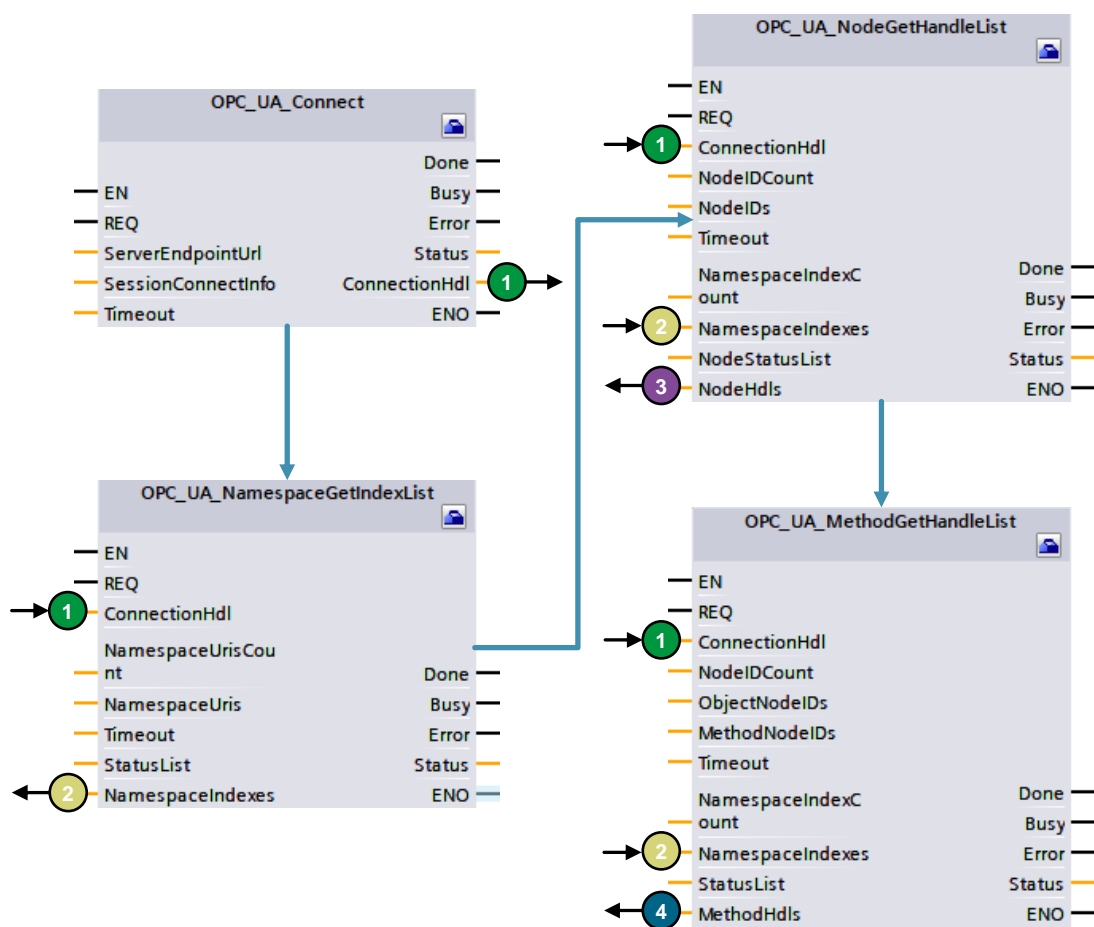 OPC_UA_Connect
Done
EN
Busy
REQ
Error
ServerEndpointUrl
Status
SessionConnectInfo
ConnectionHdl
1
Timeout
ENO
OPC_UA_NamespaceGetIndexList
EN
REQ
1
ConnectionHdl
NamespaceUrisCou
nt
Done
NamespaceUris
Busy
Timeout
Error
StatusList
Status
2
NamespaceIndexes
ENO
OPC_UA_NodeGetHandleList
EN
REQ
1
ConnectionHdl
NodeIDCount
NodeIDs
Timeout
NamespaceIndexC
ount
Done
Busy
2
NamespaceIndexes
Error
NodeStatusList
Status
3
NodeHdls
ENO
OPC_UA_MethodGetHandleList
EN
REQ
1
ConnectionHdl
NodeIDCount
ObjectNodeIDs
MethodNodeIDs
Timeout
NamespaceIndexC
ount
Done
Busy
2
NamespaceIndexes
Error
StatusList
Status
4
MethodHdls
ENO